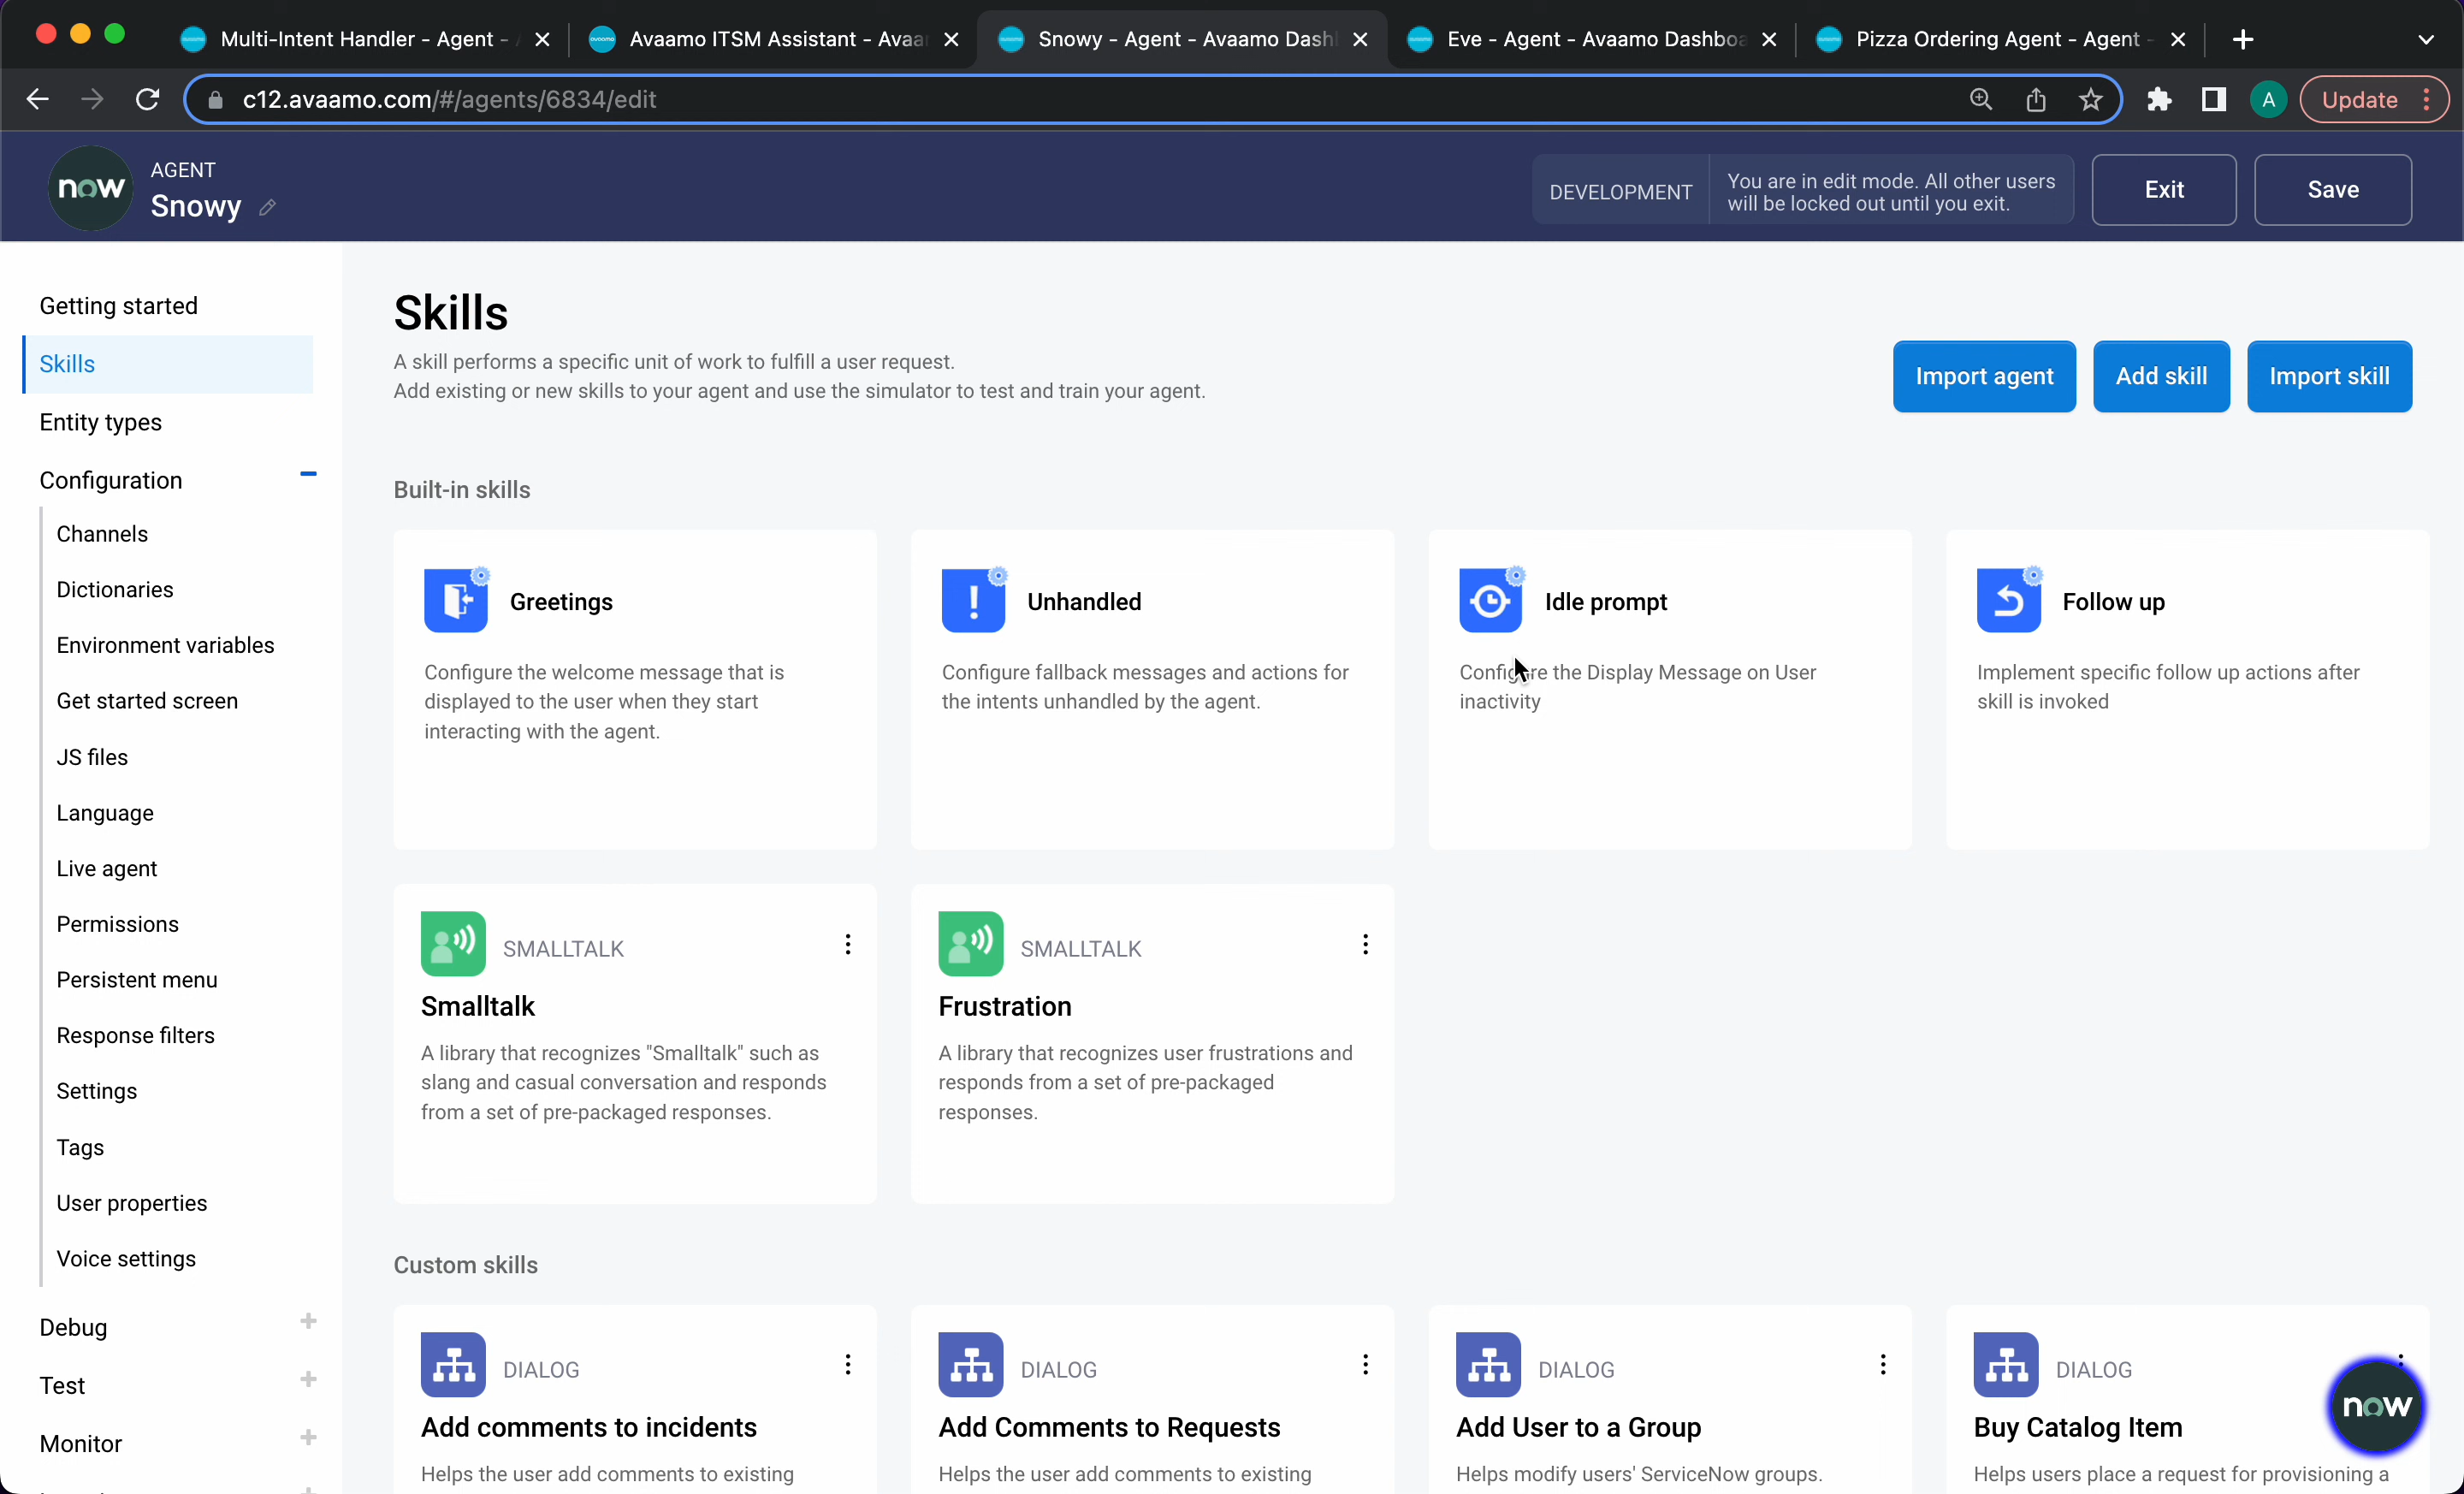 Multi-Intent Handler - Agent -
Avaamo ITSM Assistant - Avaar
Snowy - Agent - Avaamo Dash
Eve - Agent - Avaamo Dashboa
Pizza Ordering Agent - Agent -
c12.avaamo.com/#/agents/6834/edit
A
Update
now
AGENT
Snowy
DEVELOPMENT
You are in edit mode. All other users
will be locked out until you exit.
Exit
Save
Getting started
Skills
Entity types
Configuration
Channels
Dictionaries
Environment variables
Get started screen
JS files
Language
Live agent
Permissions
Persistent menu
Response filters
Settings
Tags
User properties
Voice settings
Debug
Test
Monitor
Skills
A skill performs a specific unit of work to fulfill a user request.
Add existing or new skills to your agent and use the simulator to test and train your agent.
Import agent
Add skill
Import skill
Built-in skills
Greetings
Configure the welcome message that is
displayed to the user when they start
interacting with the agent.
Unhandled
Configure fallback messages and actions for
the intents unhandled by the agent.
Idle prompt
Configure the Display Message on User
inactivity
Follow up
Implement specific follow up actions after
skill is invoked
SMALLTALK
Smalltalk
A library that recognizes "Smalltalk" such as
slang and casual conversation and responds
from a set of pre-packaged responses.
SMALLTALK
Frustration
A library that recognizes user frustrations and
responds from a set of pre-packaged
responses.
Custom skills
DIALOG
Add comments to incidents
Helps the user add comments to existing
DIALOG
Add Comments to Requests
Helps the user add comments to existing
DIALOG
Add User to a Group
Helps modify users' ServiceNow groups.
DIALOG
Buy Catalog Item
Helps users place a request for provisioning a
now